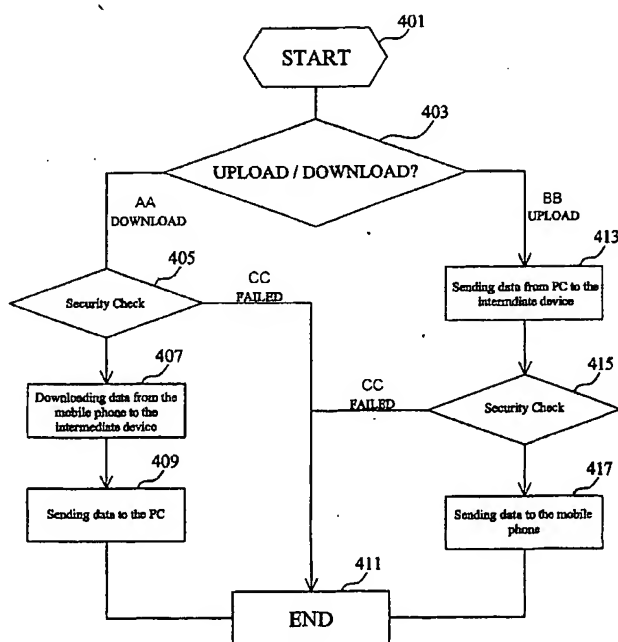 401
START
403
UPLOAD / DOWNLOAD?
AA
DOWNLOAD
BB
UPLOAD
405
Security Check
CC
FAILED
413
Sending data from PC to the
intermdiate device
407
Downloading data from the
mobile phone to the
intermediate device
CC
FAILED
415
Security Check
409
Sending data to the PC
417
Sending data to the mobile
phone
411
END